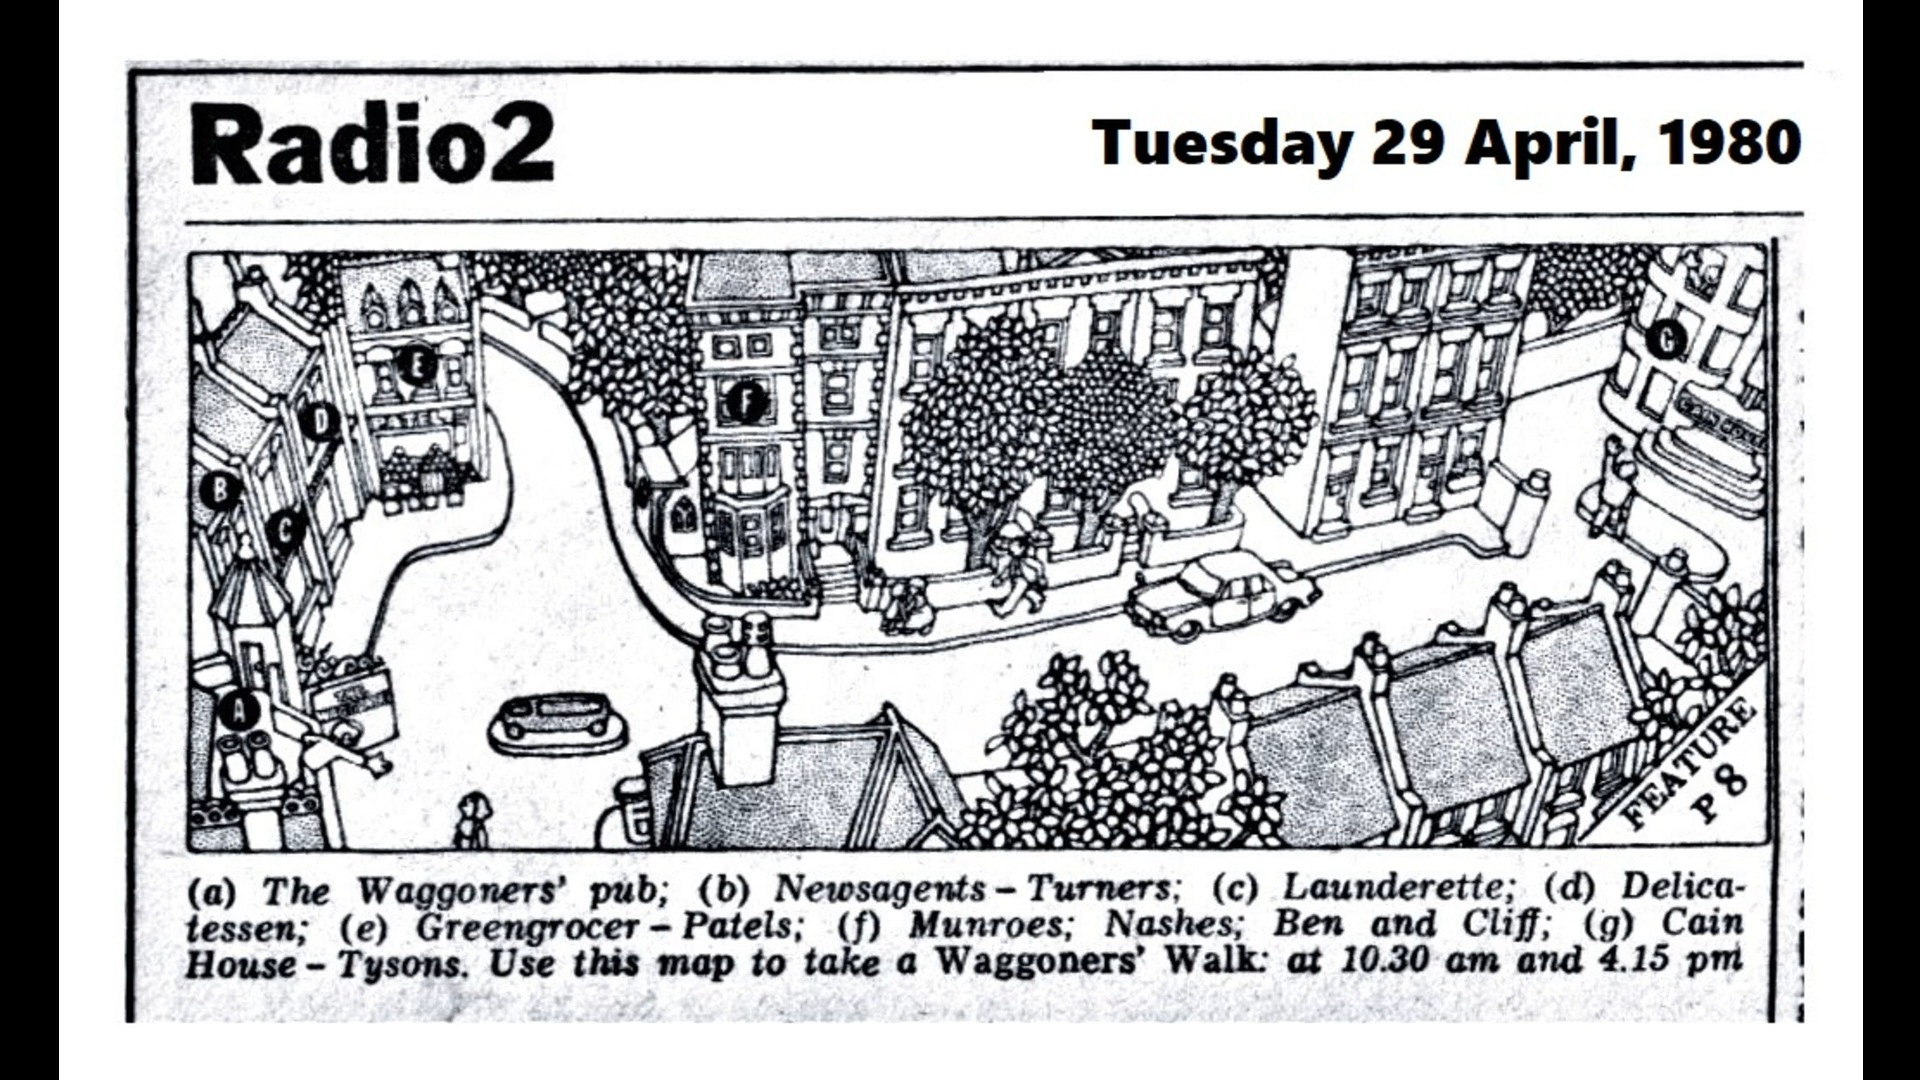 Radio2
Tuesday 29 April, 1980
E
D
F
G
B
C
A
FEATURE
P 8
(a) The Waggoners' pub; (b) Newsagents – Turners; (c) Launderette; (d) Delica-
tessen; (e) Greengrocer – Patels; (f) Munroes; Nashes; Ben and Cliff; (g) Cain
House – Tysons. Use this map to take a Waggoners' Walk: at 10.30 am and 4.15 pm